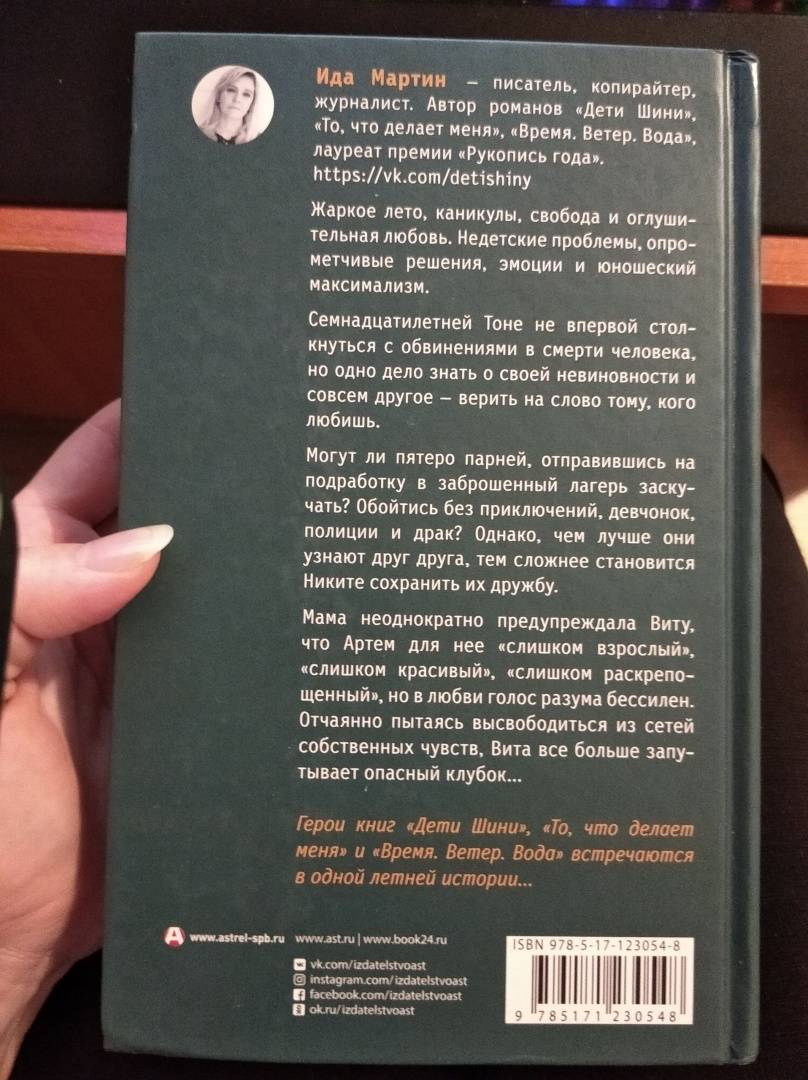 Ида Мартин – писатель, копирайтер,
журналист. Автор романов «Дети Шини»,
«То, что делает меня», «Время. Ветер. Вода»,
лауреат премии «Рукопись года».
https://vk.com/detishiny
Жаркое лето, каникулы, свобода и оглуши-
тельная любовь. Недетские проблемы, опро-
метчивые решения, эмоции и юношеский
максимализм.
Семнадцатилетней Тоне не впервой стол-
кнуться с обвинениями в смерти человека,
но одно дело знать о своей невиновности и
совсем другое – верить на слово тому, кого
любишь.
Могут ли пятеро парней, отправившись на
подработку в заброшенный лагерь заску-
чать? Обойтись без приключений, девчонок,
полиции и драк? Однако, чем лучше они
узнают друг друга, тем сложнее становится
Никите сохранить их дружбу.
Мама неоднократно предупреждала Виту,
что Артем для нее «слишком взрослый»,
«слишком красивый», «слишком раскрепо-
щенный», но в любви голос разума бессилен.
Отчаянно пытаясь высвободиться из сетей
собственных чувств, Вита все больше запу-
тывает опасный клубок...
Герои книг «Дети Шини», «То, что делает
меня» и «Время. Ветер. Вода» встречаются
в одной летней истории...
www.astrel-spb.ru www.ast.ru | www.book24.ru
vk.com/izdatelstvoast
instagram.com/izdatelstvoast
facebook.com/izdatelstvoast
ok.ru/izdatelstvoast
ISBN 978-5-17-123054-8
9 785171 230548